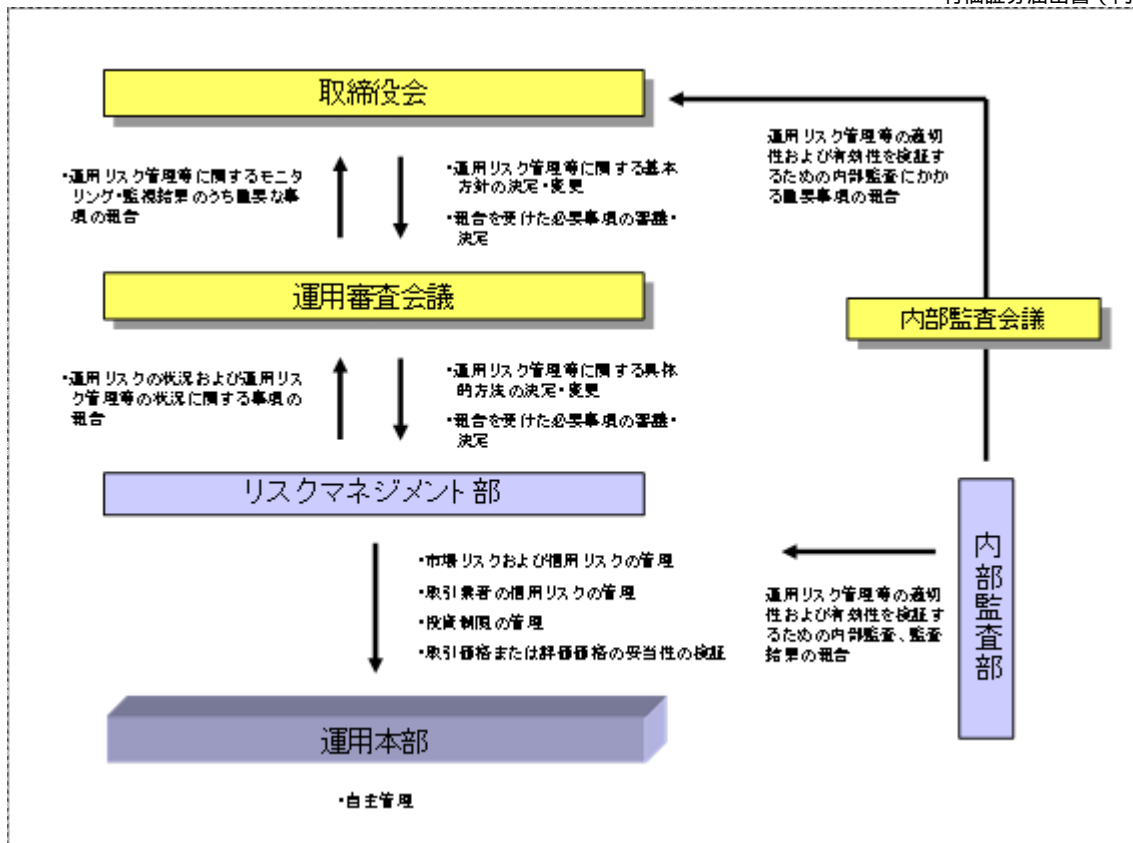 取締役会
・運用リスク管理等に関するモニタ
リング・監視結果のうち重要な事
項の報告
・運用リスク管理等に関する基本
方針の決定・変更
・報告を受けた必要事項の審議・
決定
運用リスク管理等の適切
性および有効性を検証す
るための内部監査にかか
る重要事項の報告
運用審査会議
内部監査会議
・運用リスクの状況および運用リス
ク管理等の状況に関する事項の
報告
・運用リスク管理等に関する具体
的方法の決定・変更
・報告を受けた必要事項の審議・
決定
リスクマネジメント部
・市場リスクおよび信用リスクの管理
・取引業者の信用リスクの管理
・投資制限の管理
・取引価格または評価価格の妥当性の検証
運用リスク管理等の適切
性および有効性を検証す
るための内部監査、監査
結果の報告
内部監査部
運用本部
・自主管理